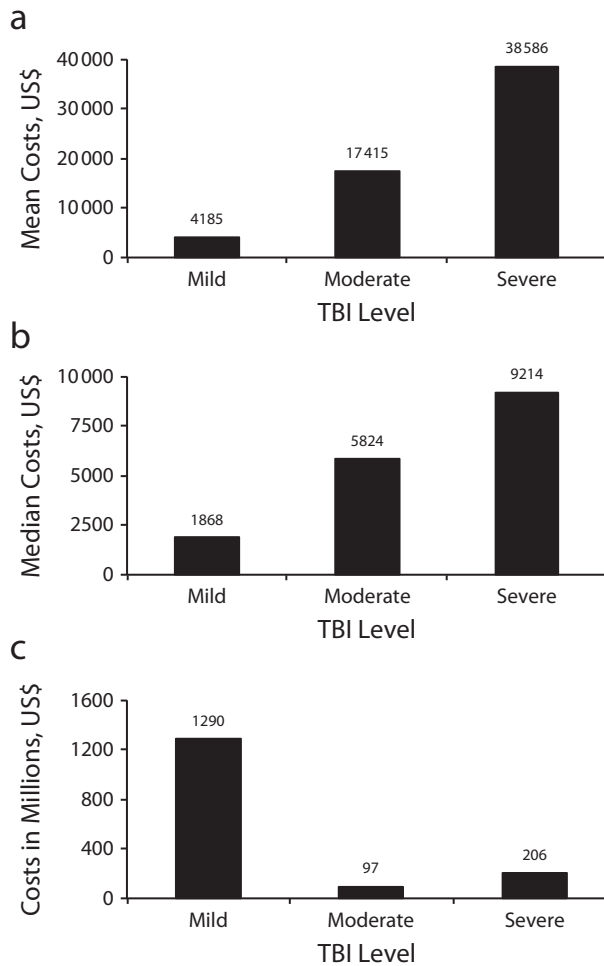 a
Mean Costs, US$
40 000
30 000
20 000
10 000
0
4185
17 415
38 586
Mild
Moderate
Severe
TBI Level
b
Median Costs, US$
10 000
7500
5000
2500
0
1868
5824
9214
Mild
Moderate
Severe
TBI Level
c
Costs in Millions, US$
1600
1200
800
400
0
1290
97
206
Mild
Moderate
Severe
TBI Level